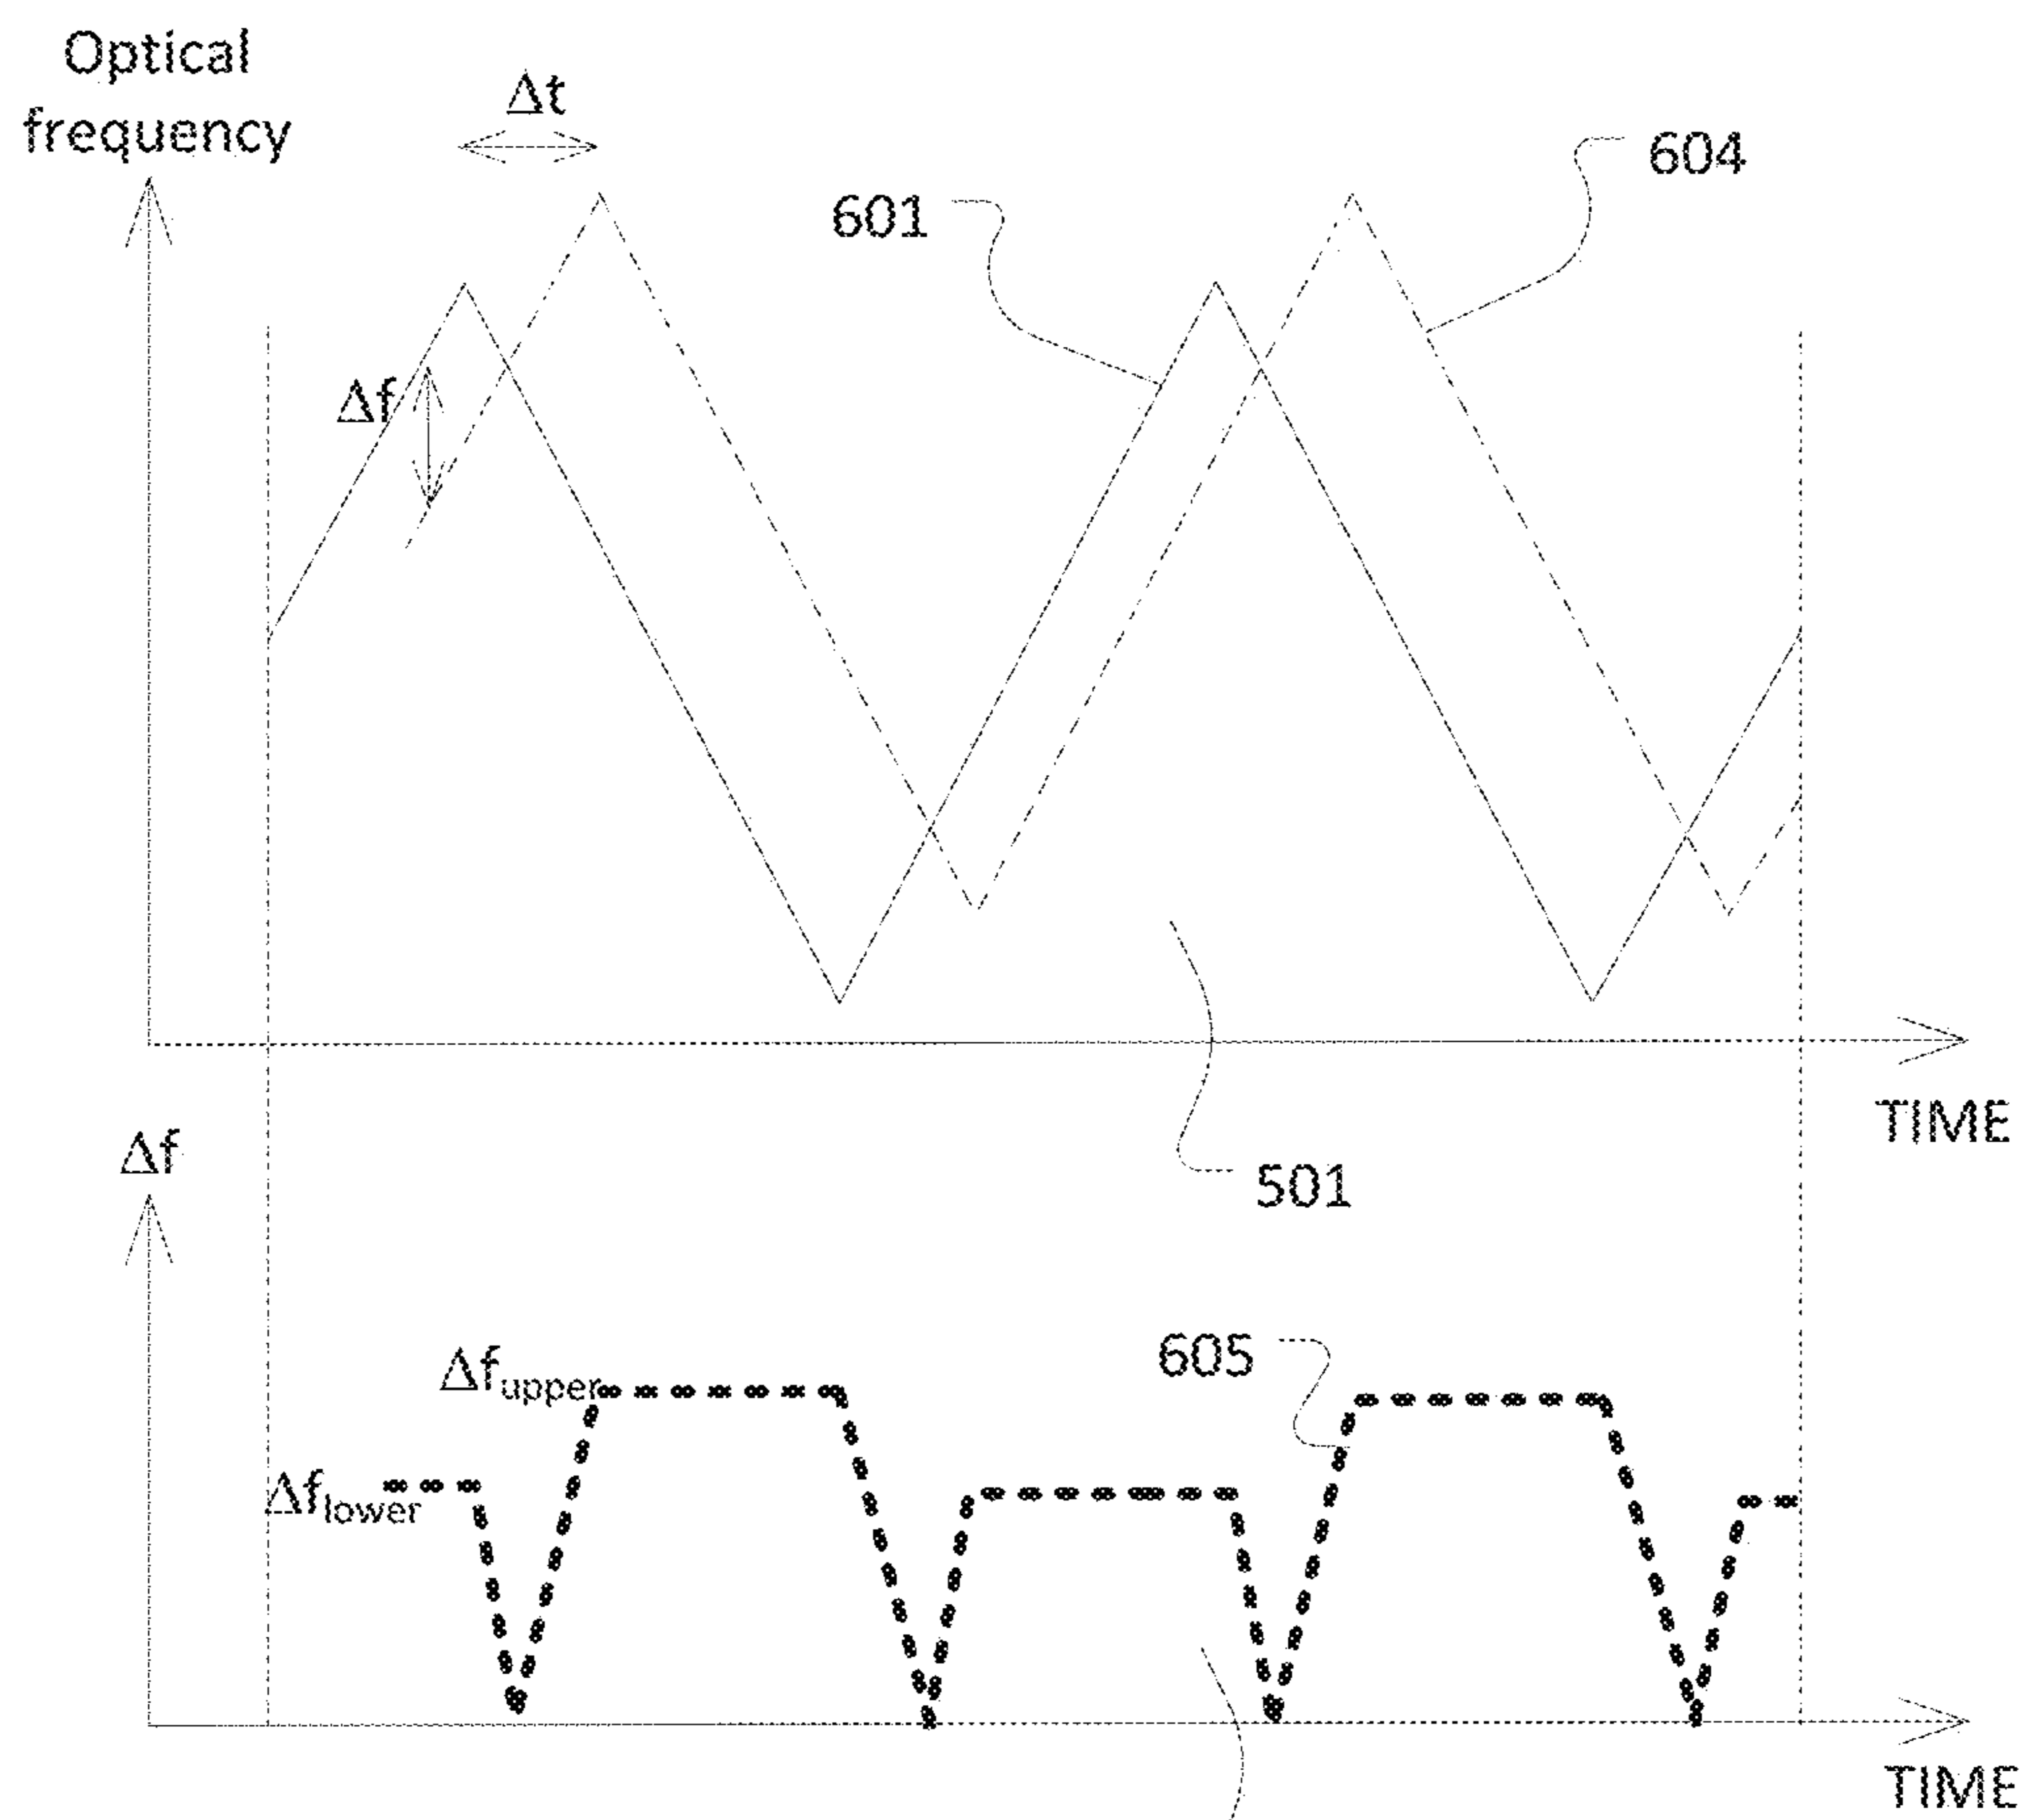 Optical
frequency
Δt
604
601
Δf
TIME
Δf
501
605
Δfupper
Δflower
TIME